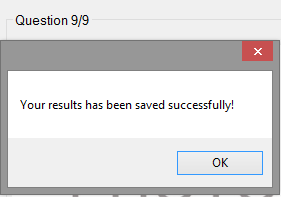 Question 9/9
Your results has been saved successfully!
OK